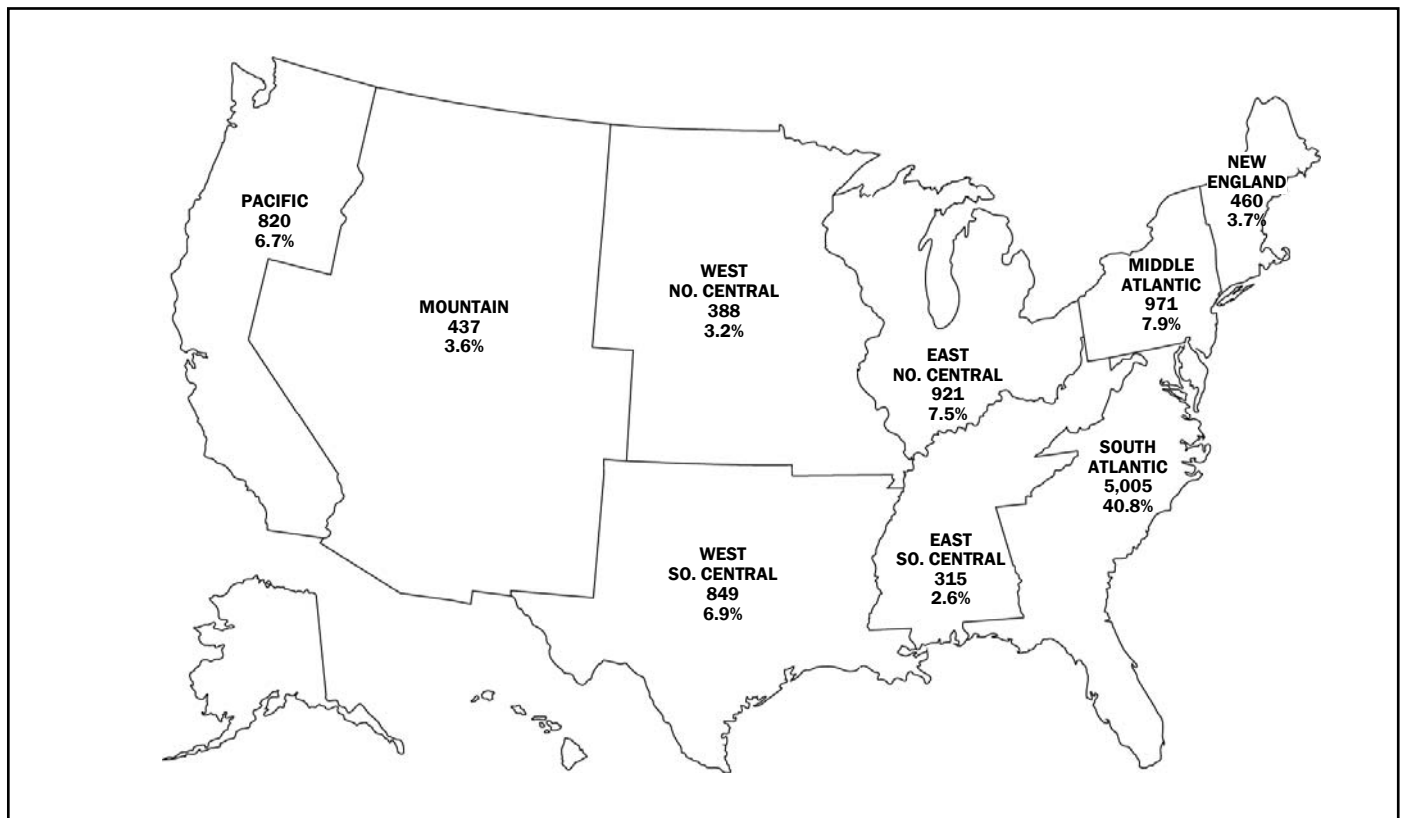 PACIFIC
820
6.7%
MOUNTAIN
437
3.6%
WEST
NO. CENTRAL
388
3.2%
EAST
NO. CENTRAL
921
7.5%
NEW
ENGLAND
460
3.7%
MIDDLE
ATLANTIC
971
7.9%
SOUTH
ATLANTIC
5,005
40.8%
EAST
SO. CENTRAL
315
2.6%
WEST
SO. CENTRAL
849
6.9%